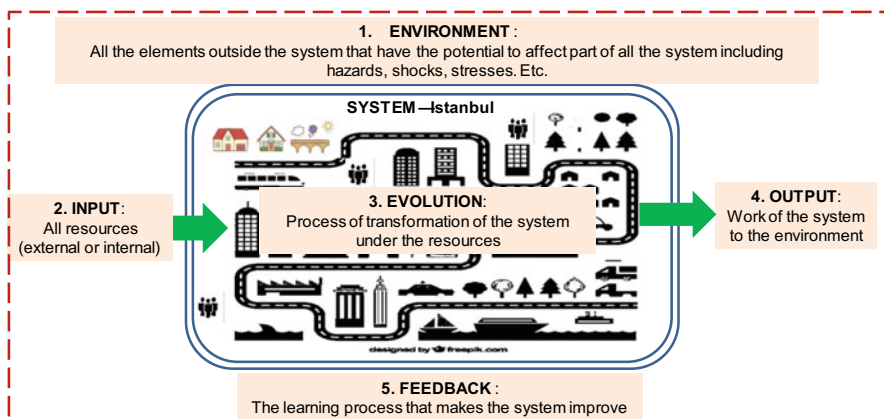 1. ENVIRONMENT :
All the elements outside the system that have the potential to affect part of all the system including
hazards, shocks, stresses. Etc.
SYSTEM—Istanbul
2. INPUT:
All resources
(external or internal)
3. EVOLUTION:
Process of transformation of the system
under the resources
4. OUTPUT:
Work of the system
to the environment
designed by freepik.com
5. FEEDBACK :
The learning process that makes the system improve